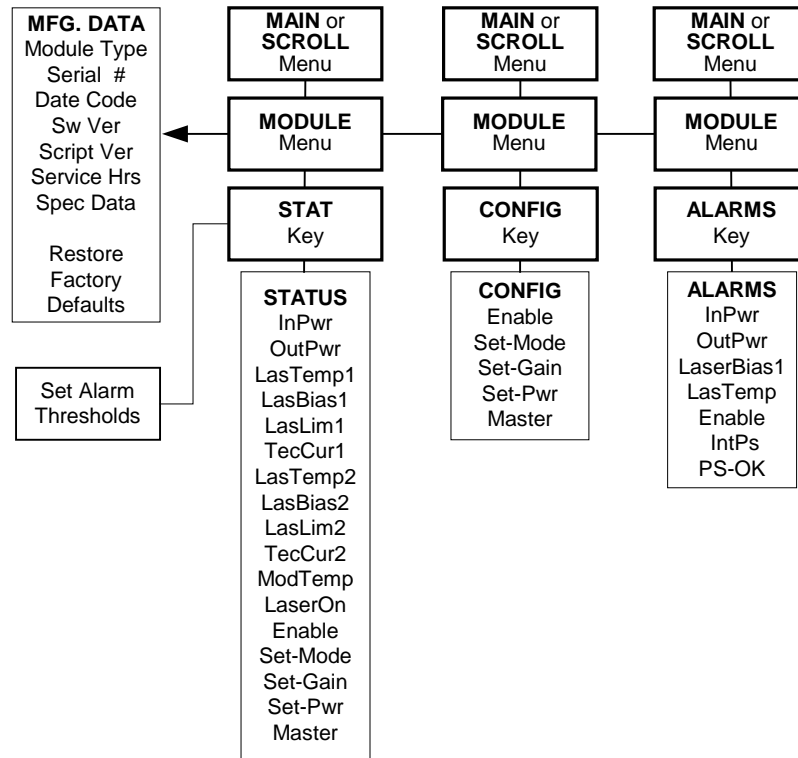 MFG. DATA
Module Type
Serial #
Date Code
Sw Ver
Script Ver
Service Hrs
Spec Data
Restore
Factory
Defaults
Set Alarm
Thresholds
MAIN or
SCROLL
Menu
MODULE
Menu
STAT
Key
STATUS
InPwr
OutPwr
LasTemp1
LasBias1
LasLim1
TecCur1
LasTemp2
LasBias2
LasLim2
TecCur2
ModTemp
LaserOn
Enable
Set-Mode
Set-Gain
Set-Pwr
Master
MAIN or
SCROLL
Menu
MODULE
Menu
CONFIG
Key
CONFIG
Enable
Set-Mode
Set-Gain
Set-Pwr
Master
MAIN or
SCROLL
Menu
MODULE
Menu
ALARMS
Key
ALARMS
InPwr
OutPwr
LaserBias1
LasTemp
Enable
IntPs
PS-OK